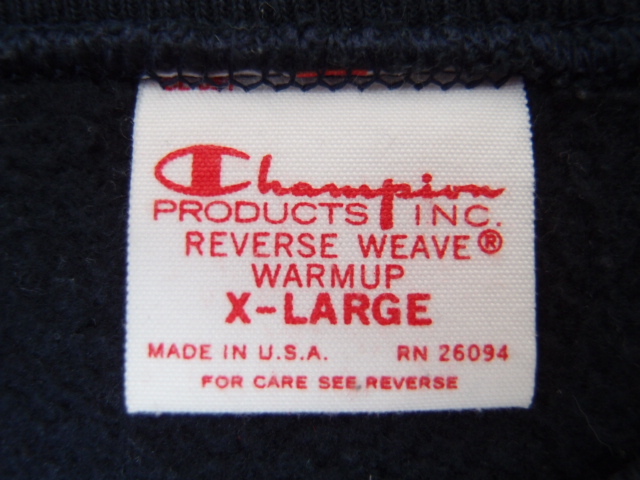 Champion
PRODUCTS INC.
REVERSE WEAVE®
WARMUP
X-LARGE
MADE IN U.S.A. RN 26094
FOR CARE SEE REVERSE